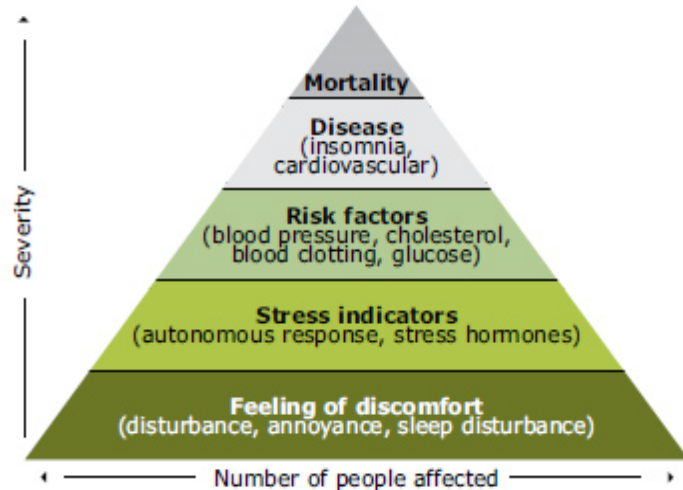 Mortality
Disease
(insomnia,
cardiovascular)
Risk factors
(blood pressure, cholesterol,
blood clotting, glucose)
Stress indicators
(autonomous response, stress hormones)
Feeling of discomfort
(disturbance, annoyance, sleep disturbance)
Severity
Number of people affected